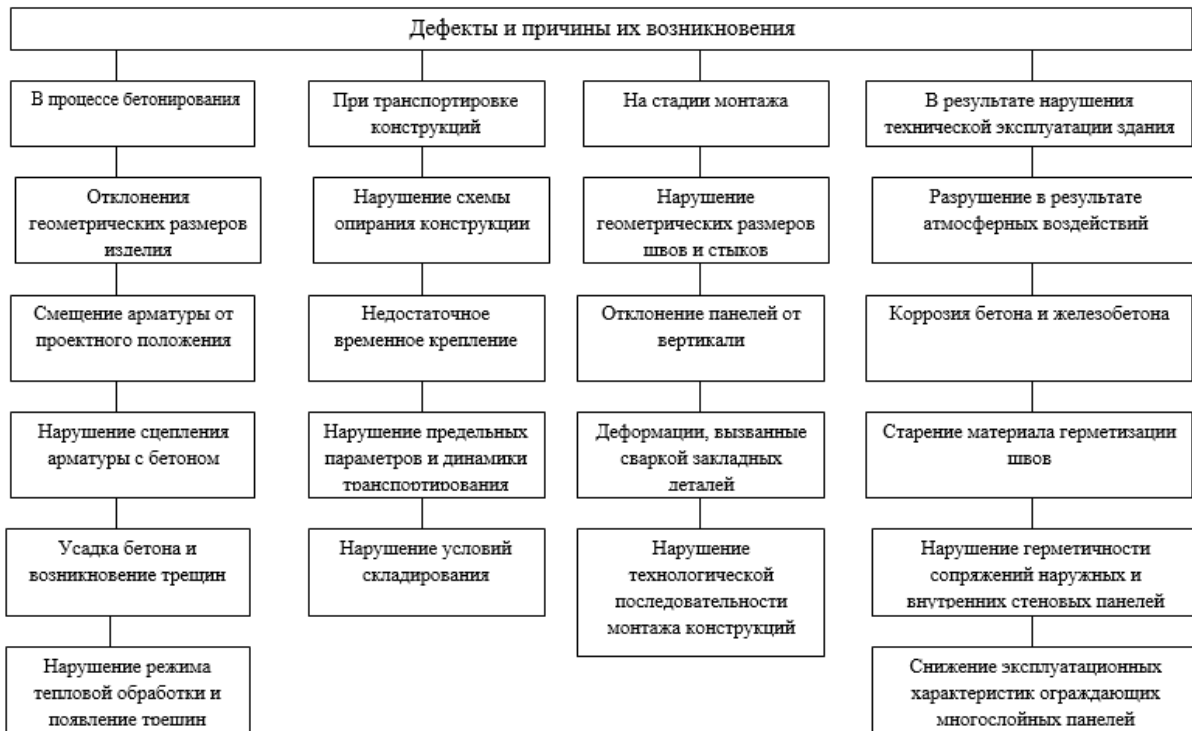 Дефекты и причины их возникновения
В процессе бетонирования
Отклонения
геометрических размеров
изделия
Смещение арматуры от
проектного положения
Нарушение сцепления
арматуры с бетоном
Усадка бетона и
возникновение трещин
Нарушение режима
тепловой обработки и
появление трещин
При транспортировке
конструкций
Нарушение схемы
опирания конструкции
Недостаточное
временное крепление
Нарушение предельных
параметров и динамики
транспортирования
Нарушение условий
складирования
На стадии монтажа
Нарушение
геометрических размеров
швов и стыков
Отклонение панелей от
вертикали
Деформации, вызванные
сваркой закладных
деталей
Нарушение
технологической
последовательности
монтажа конструкций
В результате нарушения
технической эксплуатации здания
Разрушение в результате
атмосферных воздействий
Коррозия бетона и железобетона
Старение материала герметизации
швов
Нарушение герметичности
сопряжений наружных и
внутренних стеновых панелей
Снижение эксплуатационных
характеристик ограждающих
многослойных панелей